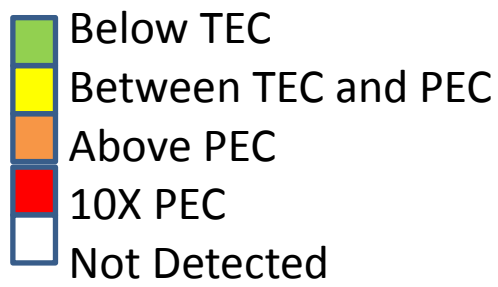 Below TEC
Between TEC and PEC
Above PEC
10X PEC
Not Detected